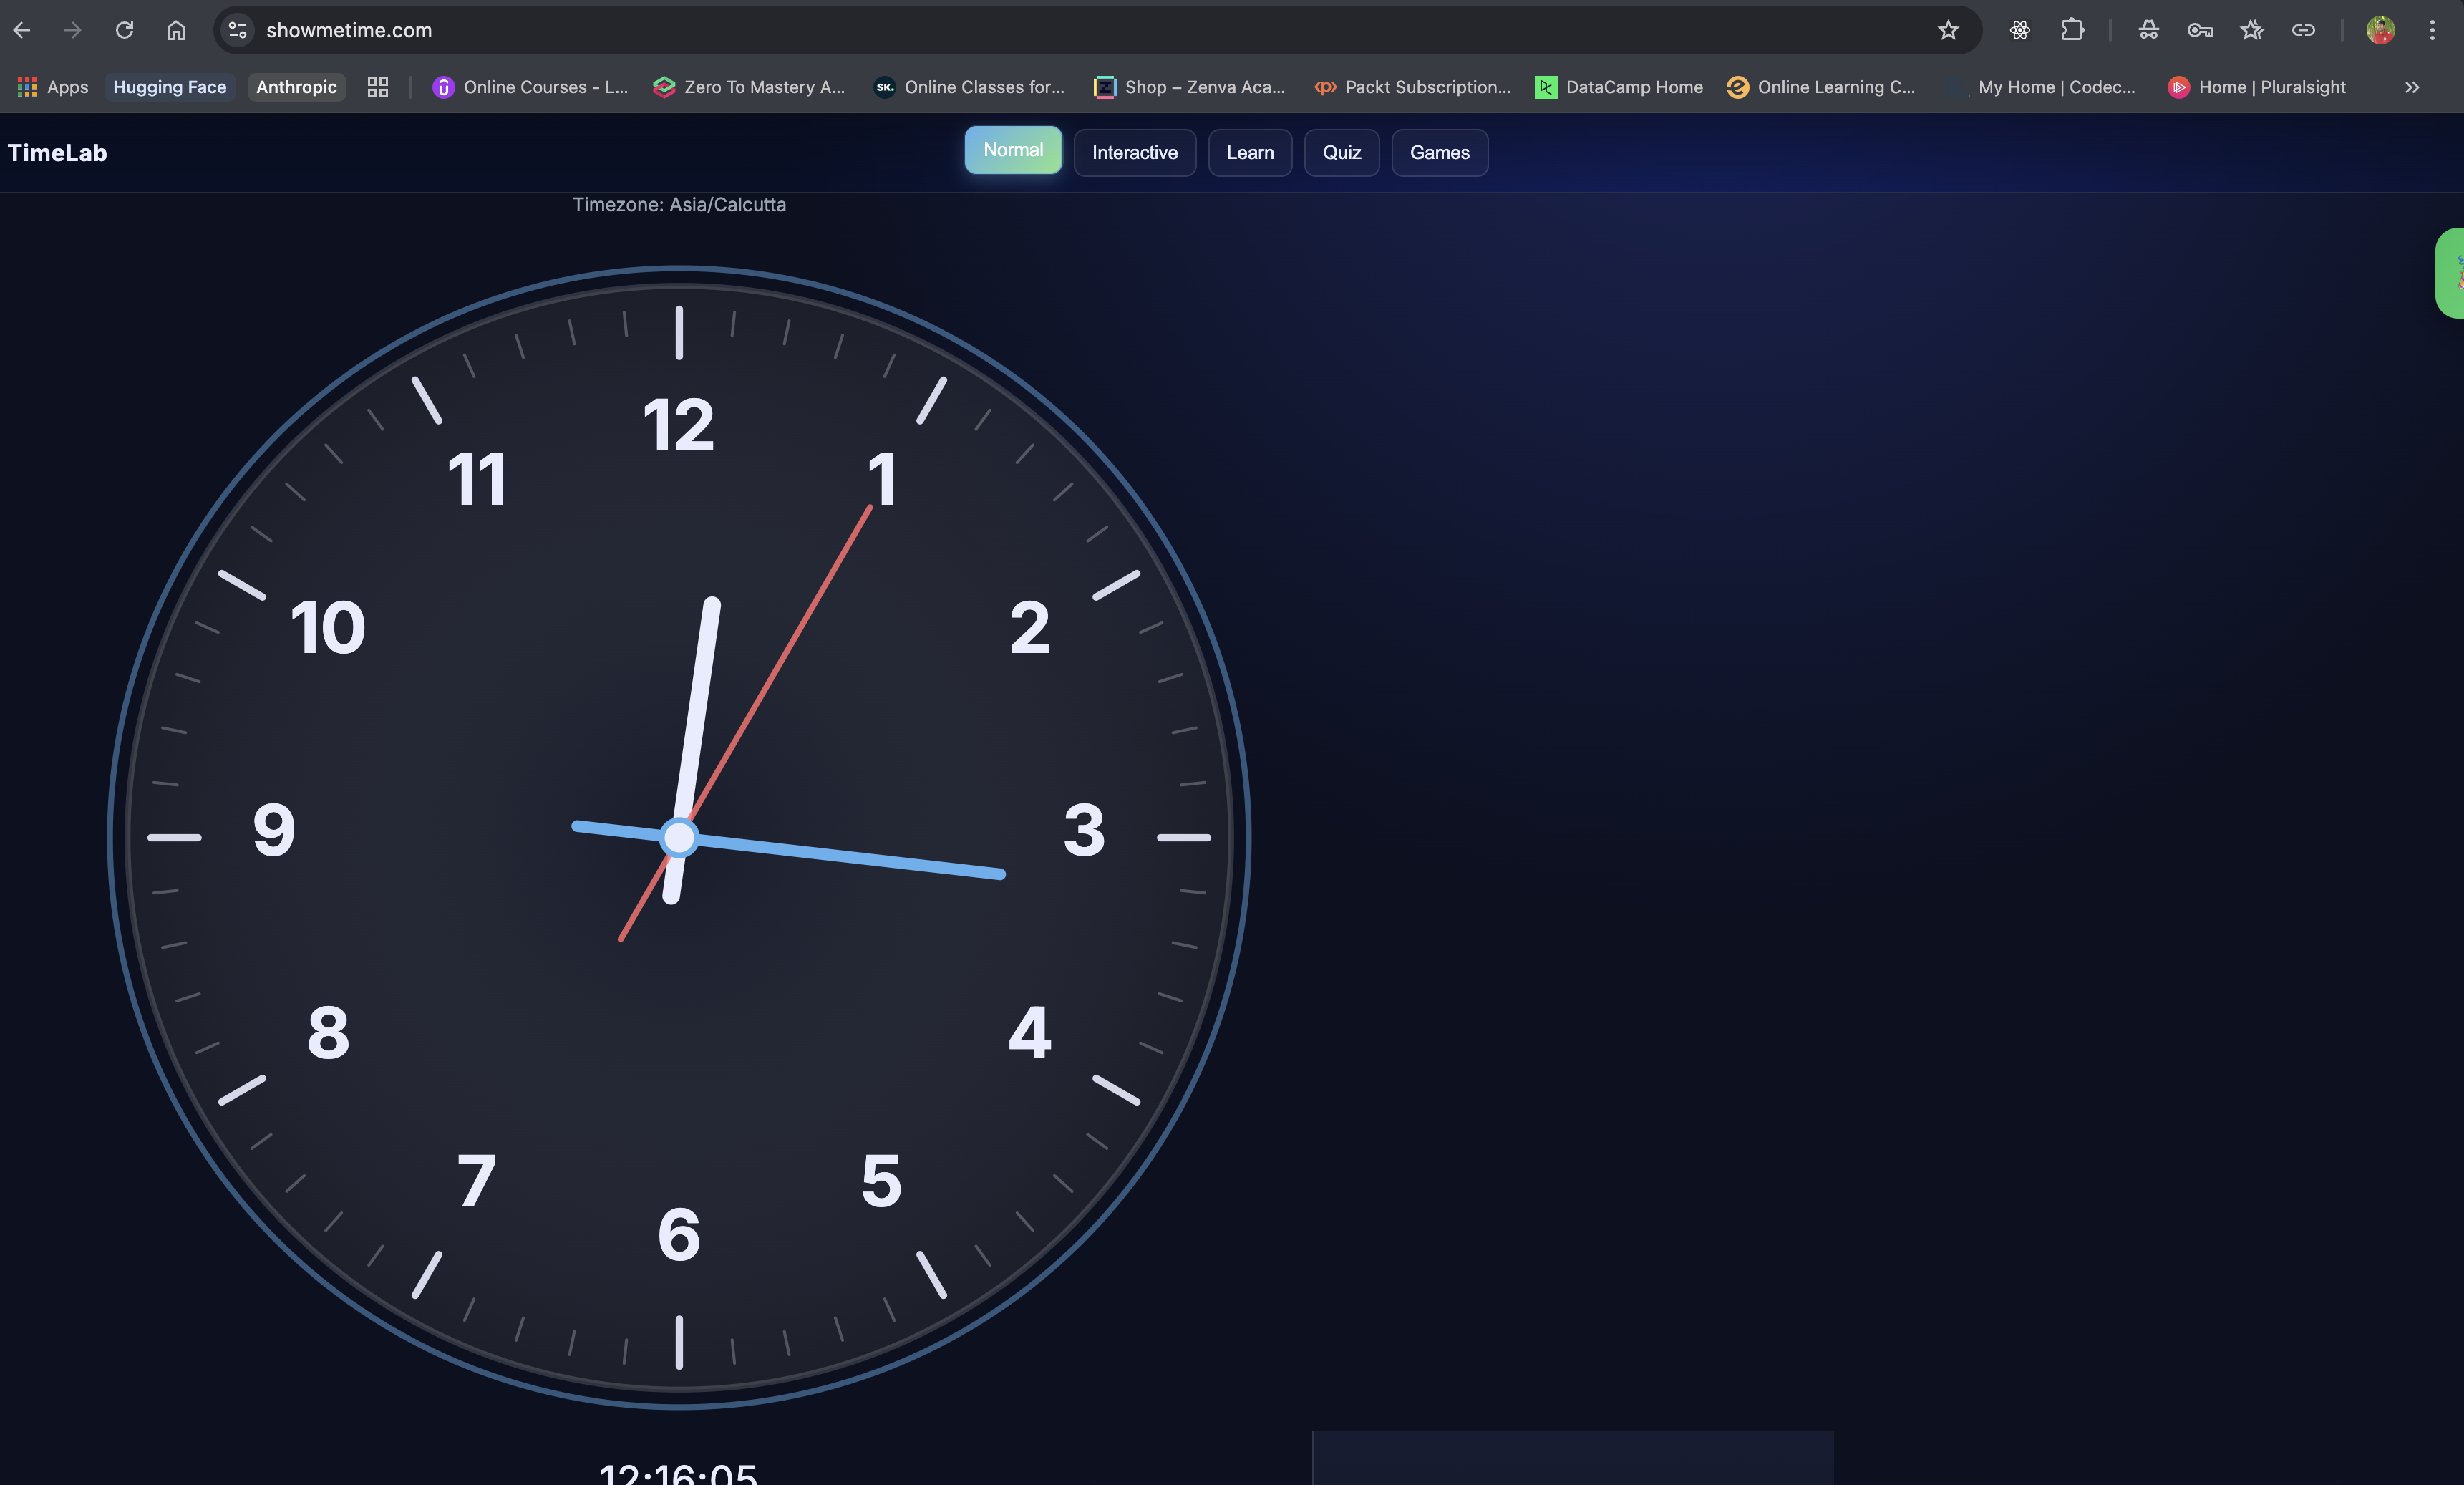 showmetime.com
Apps Hugging Face Anthropic Online Courses - L... Zero To Mastery A... SK. Online Classes for... Shop – Zenva Aca... <p> Packt Subscription... DataCamp Home Online Learning C... My Home | Codec... Home | Pluralsight
TimeLab Normal Interactive Learn Quiz Games
Timezone: Asia/Calcutta
12
11 1
10 2
9 3
8 4
7 5
6
12:16:05